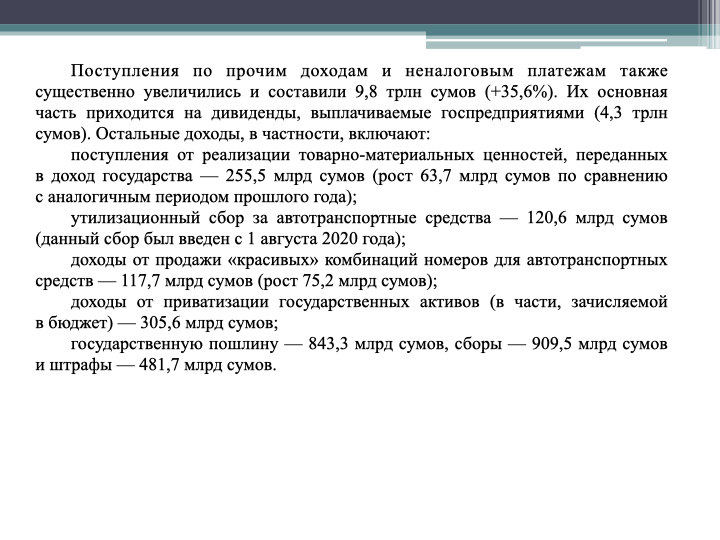 Поступления по прочим доходам и неналоговым платежам также
существенно увеличились и составили 9,8 трлн сумов (+35,6%). Их основная
часть приходится на дивиденды, выплачиваемые госпредприятиями (4,3 трлн
сумов). Остальные доходы, в частности, включают:
поступления от реализации товарно-материальных ценностей, переданных
в доход государства — 255,5 млрд сумов (рост 63,7 млрд сумов по сравнению
с аналогичным периодом прошлого года);
утилизационный сбор за автотранспортные средства — 120,6 млрд сумов
(данный сбор был введен с 1 августа 2020 года);
доходы от продажи «красивых» комбинаций номеров для автотранспортных
средств — 117,7 млрд сумов (рост 75,2 млрд сумов);
доходы от приватизации государственных активов (в части, зачисляемой
в бюджет) — 305,6 млрд сумов;
государственную пошлину — 843,3 млрд сумов, сборы — 909,5 млрд сумов
и штрафы — 481,7 млрд сумов.